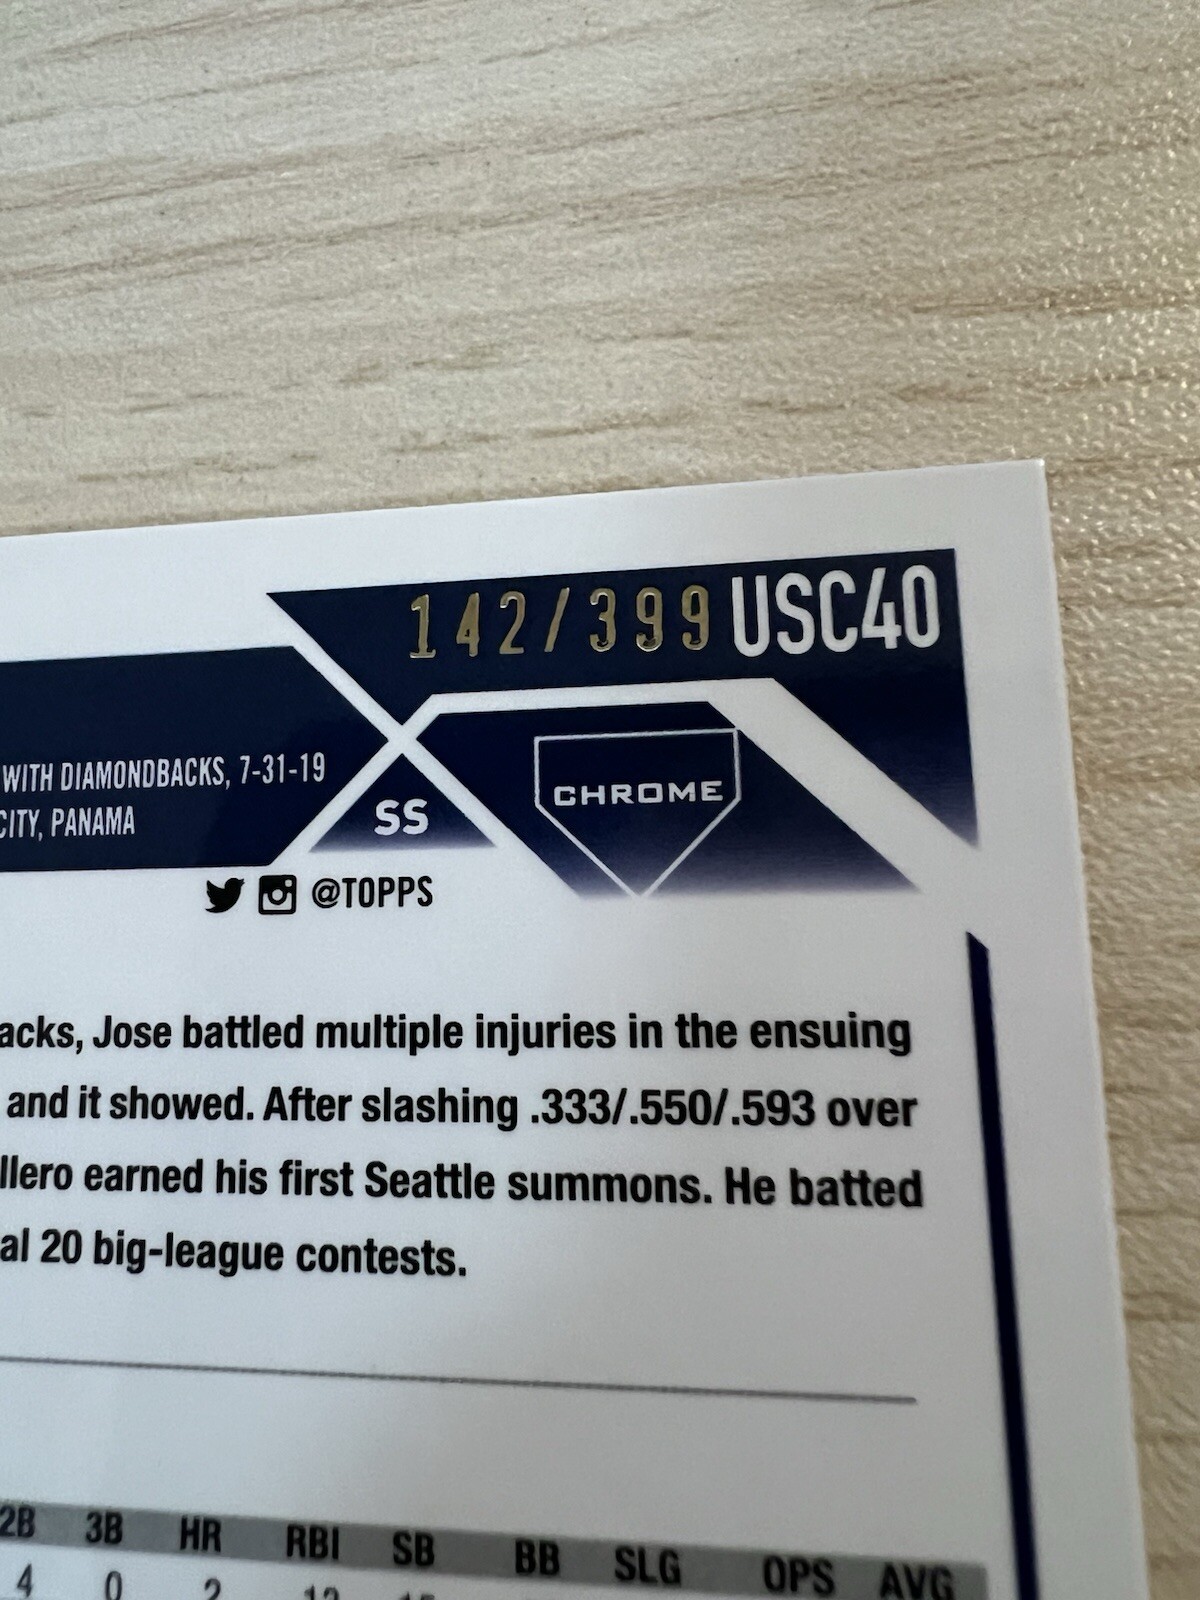 142/399 USC40
WITH DIAMONDBACKS, 7-31-19
CHROME
CITY, PANAMA
SS
@TOPPS
acks, Jose battled multiple injuries in the ensuing
and it showed. After slashing .333/.550/.593 over
llero earned his first Seattle summons. He batted
al 20 big-league contests.
2B 3B HR RBI SB BB SLG OPS AVG
4 0 2